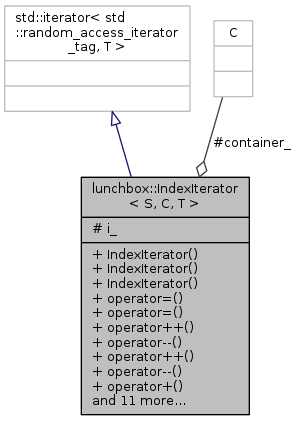 std::iterator< std
::random_access_iterator
_tag, T >
C
#container_
lunchbox::IndexIterator
< S, C, T >
# i_
+ IndexIterator()
+ IndexIterator()
+ IndexIterator()
+ operator=()
+ operator=()
+ operator++()
+ operator--()
+ operator++()
+ operator--()
+ operator+()
and 11 more...